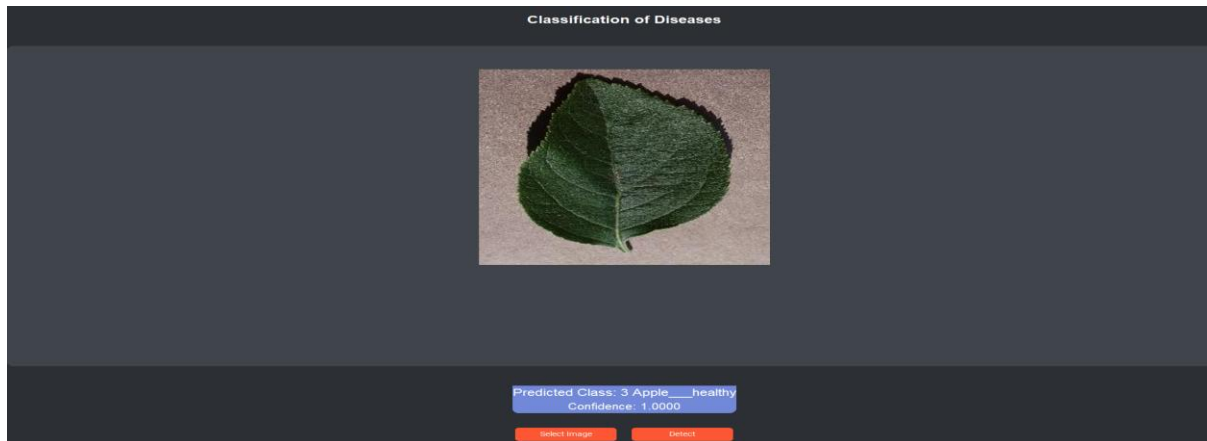 Classification of Diseases
Predicted Class: 3 Apple___healthy
Confidence: 1.0000
Select Image
Detect